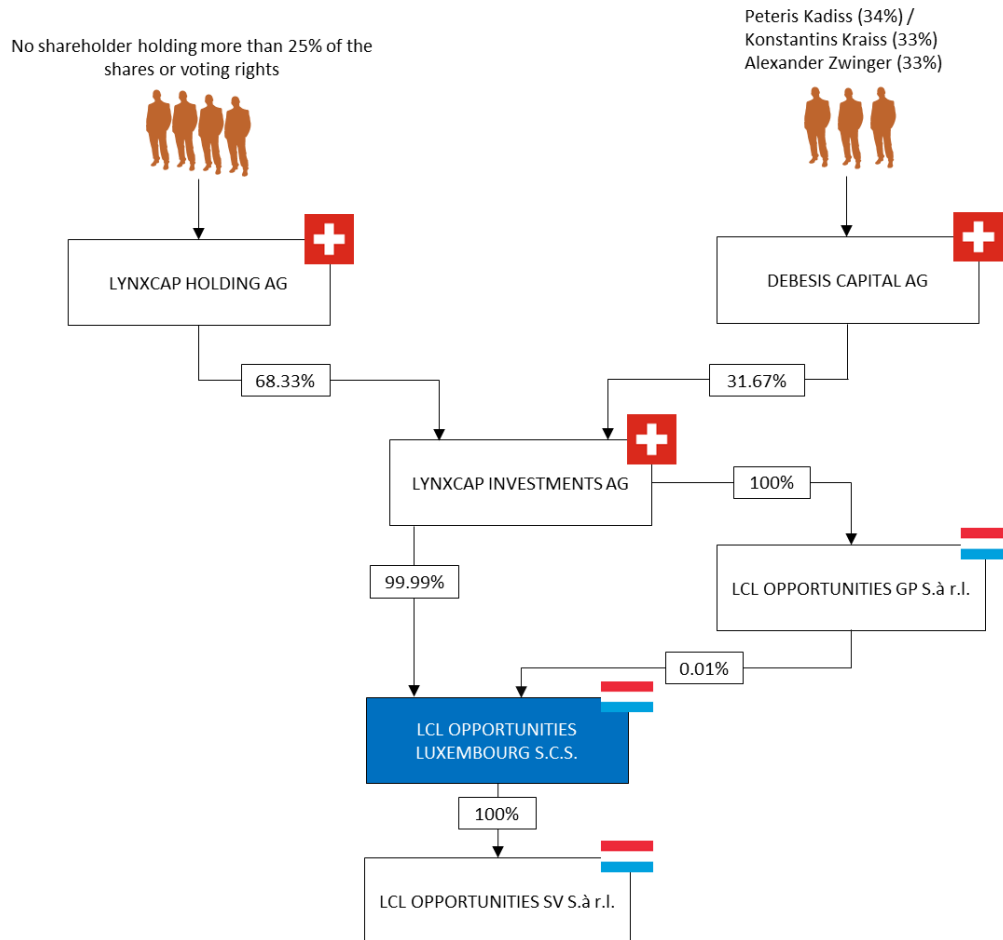 No shareholder holding more than 25% of the
shares or voting rights
Peteris Kadiss (34%) /
Konstantins Kraiss (33%)
Alexander Zwinger (33%)
LYNXCAP HOLDING AG
DEBESIS CAPITAL AG
68.33%
31.67%
LYNXCAP INVESTMENTS AG
100%
LCL OPPORTUNITIES GP S.à r.l.
99.99%
0.01%
LCL OPPORTUNITIES
LUXEMBOURG S.C.S.
100%
LCL OPPORTUNITIES SV S.à r.l.